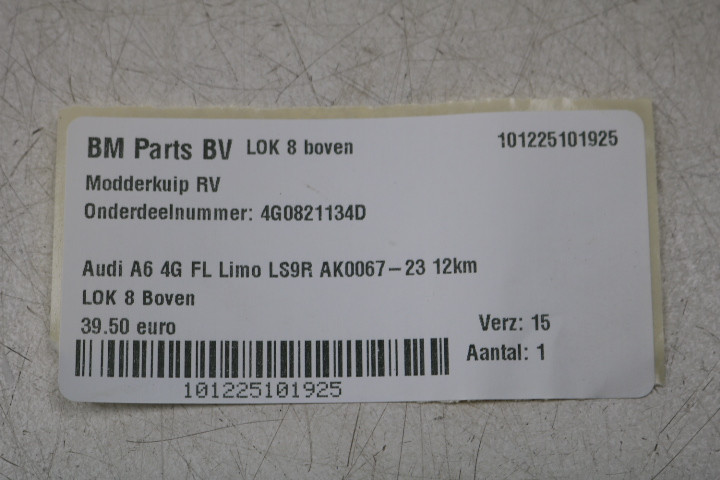 BM Parts BV LOK 8 boven 101225101925
Modderkuip RV
Onderdeelnummer: 4G0821134D
Audi A6 4G FL Limo LS9R AK0067-23 12km
LOK 8 Boven
39.50 euro Verz: 15
Aantal: 1
101225101925